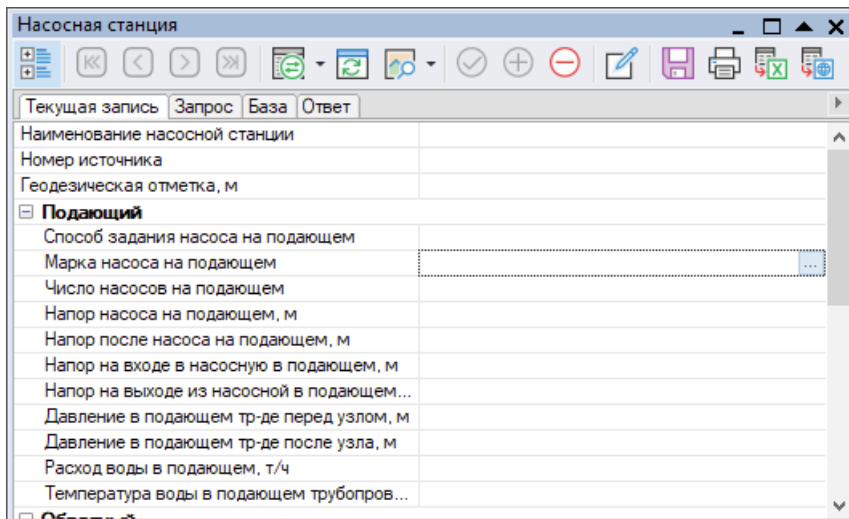 Насосная станция
Текущая запись Запрос База Ответ
Наименование насосной станции
Номер источника
Геодезическая отметка, м
Подающий
Способ задания насоса на подающем
Марка насоса на подающем ...
Число насосов на подающем
Напор насоса на подающем, м
Напор после насоса на подающем, м
Напор на входе в насосную в подающем, м
Напор на выходе из насосной в подающем...
Давление в подающем тр-де перед узлом, м
Давление в подающем тр-де после узла, м
Расход воды в подающем, т/ч
Температура воды в подающем трубопров...
Обратный